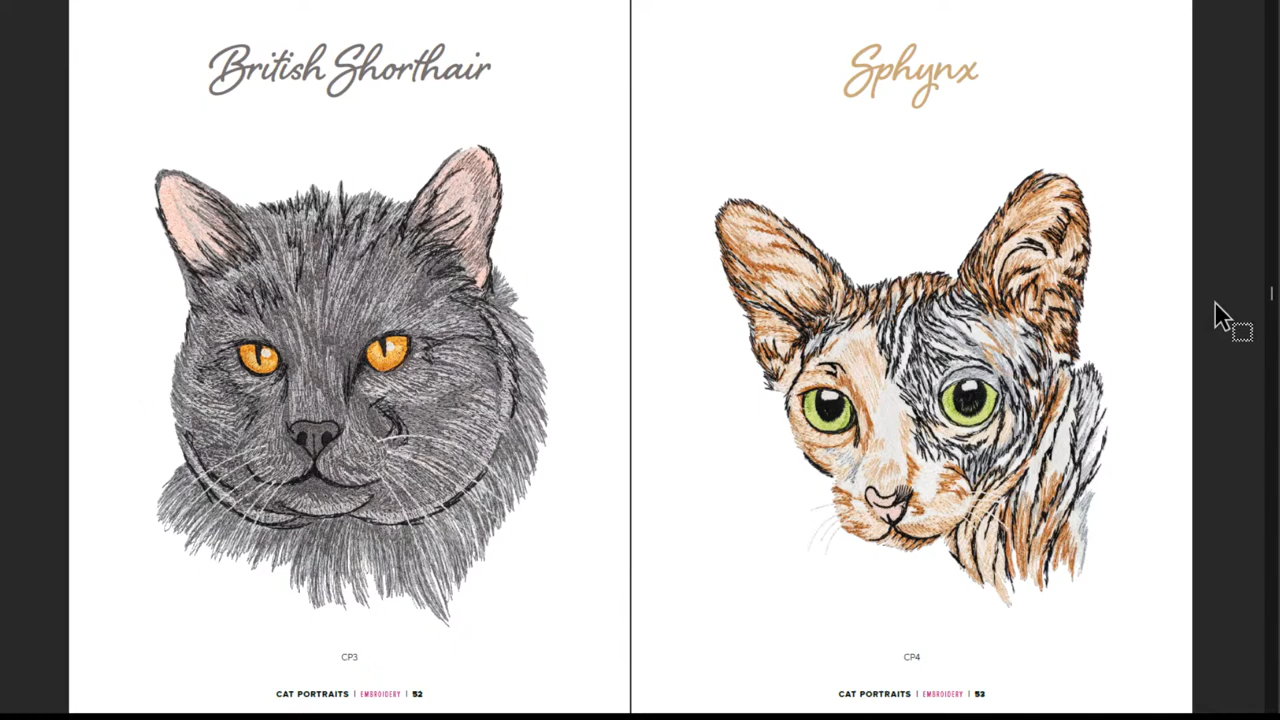 British Shorthair
CP3
CAT PORTRAITS | EMBROIDERY | 52
Sphynx
CP4
CAT PORTRAITS | EMBROIDERY | 53